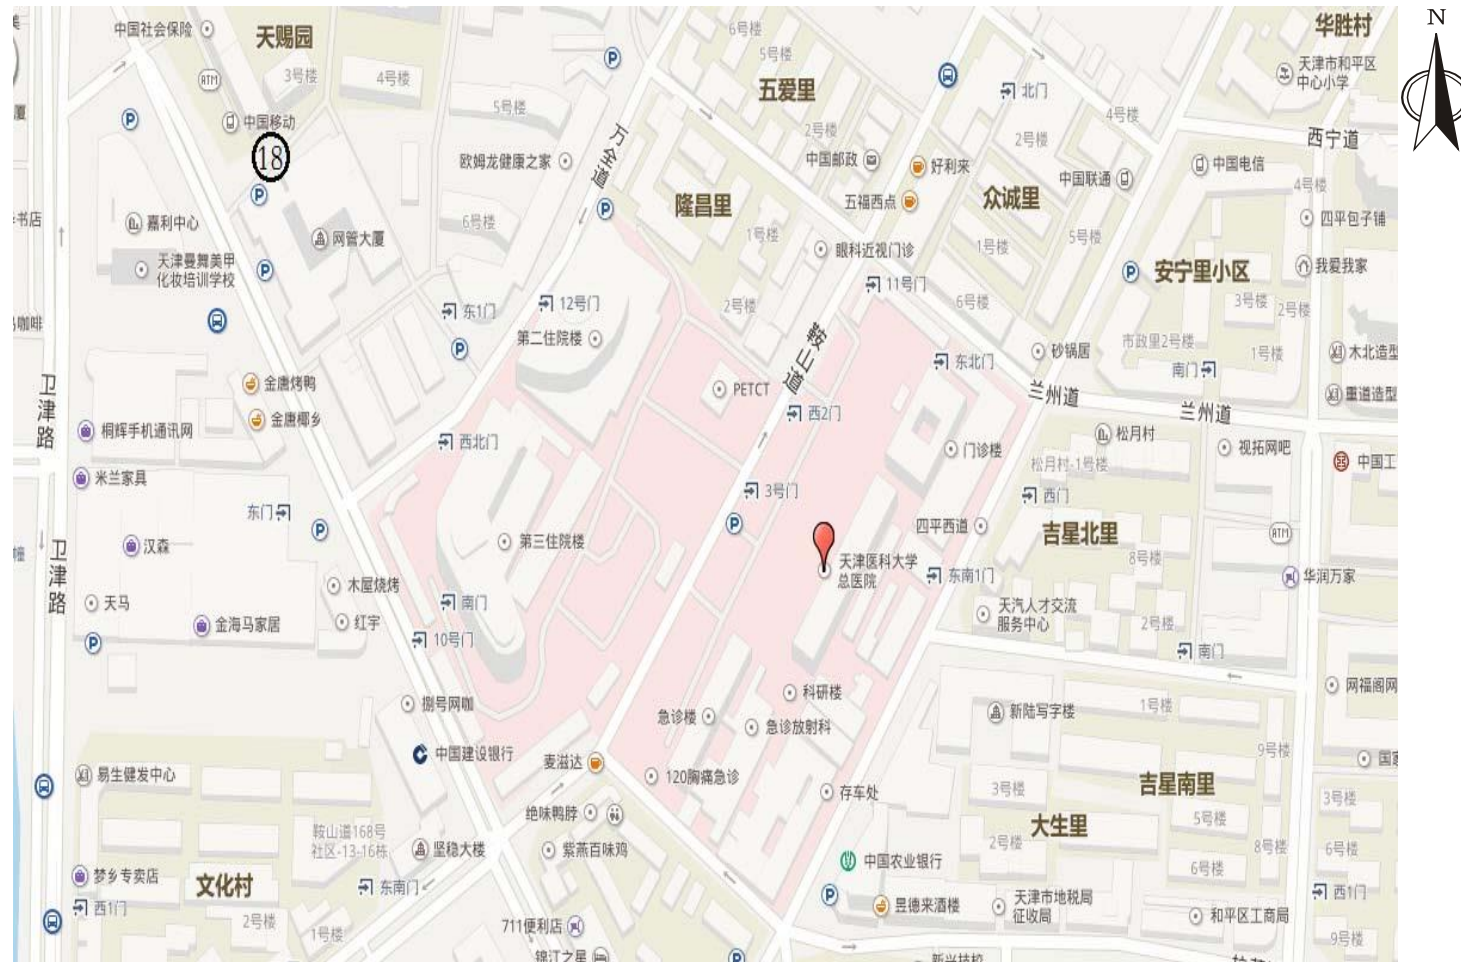 N
华胜村
中国社会保险
天赐园
6号楼
5号楼
天津市和平区
中心小学
3号楼
4号楼
五爱里
北门
ATM
5号楼
4号楼
中国移动
万全道
2号楼
2号楼
西宁道
18
欧姆龙健康之家
中国邮政
好利来
中国联通
中国电信
4号楼
隆昌里
五福西点
众诚里
嘉利中心
6号楼
四平包子铺
网管大厦
1号楼
眼科近视门诊
1号楼
5号楼
天津曼舞美甲
化妆培训学校
安宁里小区
我爱我家
11号门
东1门
12号门
2号楼
6号楼
3号楼
2号楼
第二住院楼
鞍山道
市政里2号楼
1号楼
砂锅居
木北造型
东北门
南门
金唐烤鸭
PETCT
兰州道
兰州道
重道造型
卫津路
金唐椰乡
西2门
桐辉手机通讯网
西北门
门诊楼
松月村
松月村-1号楼
视拓网吧
中国工
米兰家具
3号门
西门
东门
四平西道
吉星北里
ATM
汉森
第三住院楼
8号楼
卫津路
天津医科大学
总医院
东南1门
华润万家
木屋烧烤
天马
南门
天汽人才交流
服务中心
金海马家居
红宇
2号楼
10号门
南门
科研楼
网福阁网
捌号网咖
急诊楼
急诊放射科
新陆写字楼
1号楼
中国建设银行
9号楼
麦滋达
易生健发中心
120胸痛急诊
吉星南里
3号楼
存车处
3号楼
绝味鸭脖
大生里
5号楼
鞍山道168号
社区-13-16栋
坚稳大楼
紫燕百味鸡
2号楼
8号楼
6号楼
中国农业银行
6号楼
梦乡专卖店
文化村
东南门
西1门
西1门
昱德来酒楼
天津市地税局
征收局
和平区工商局
2号楼
1号楼
711便利店
9号楼
锦江之星